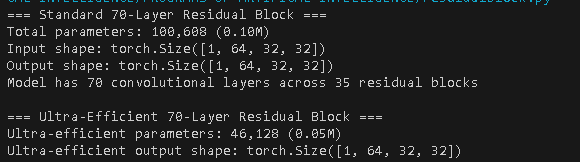 === Standard 70-Layer Residual Block ===
Total parameters: 100,608 (0.10M)
Input shape: torch.Size([1, 64, 32, 32])
Output shape: torch.Size([1, 64, 32, 32])
Model has 70 convolutional layers across 35 residual blocks
=== Ultra-Efficient 70-Layer Residual Block ===
Ultra-efficient parameters: 46,128 (0.05M)
Ultra-efficient output shape: torch.Size([1, 64, 32, 32])